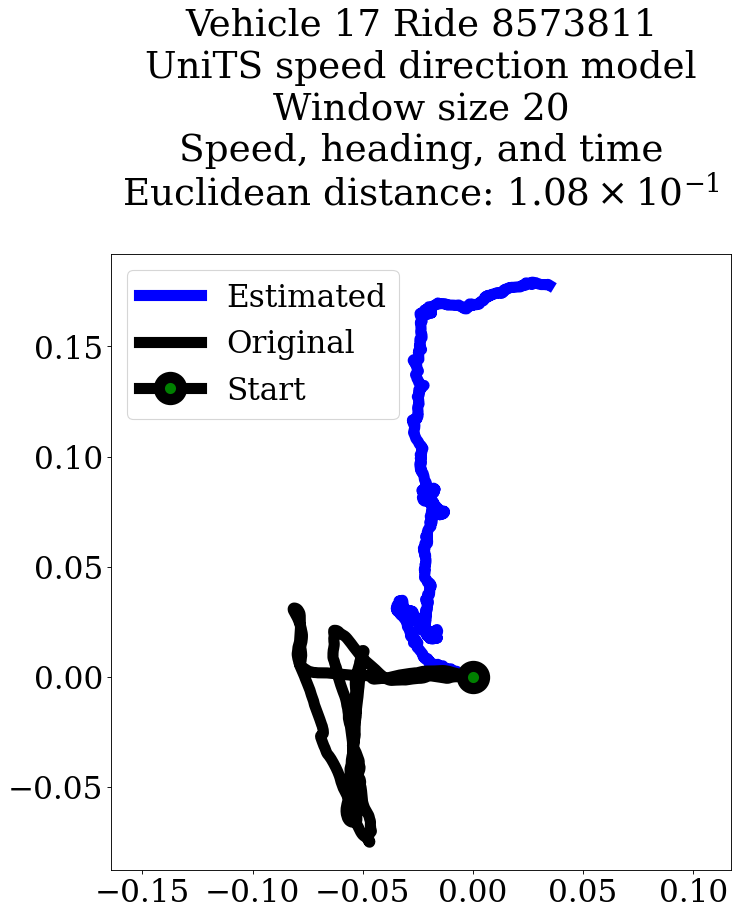 Vehicle 17 Ride 8573811
UniTS speed direction model
Window size 20
Speed, heading, and time
Euclidean distance: 1.08 × 10⁻¹
Estimated
Original
Start
0.15
0.10
0.05
0.00
−0.05
−0.15 −0.10 −0.05 0.00 0.05 0.10